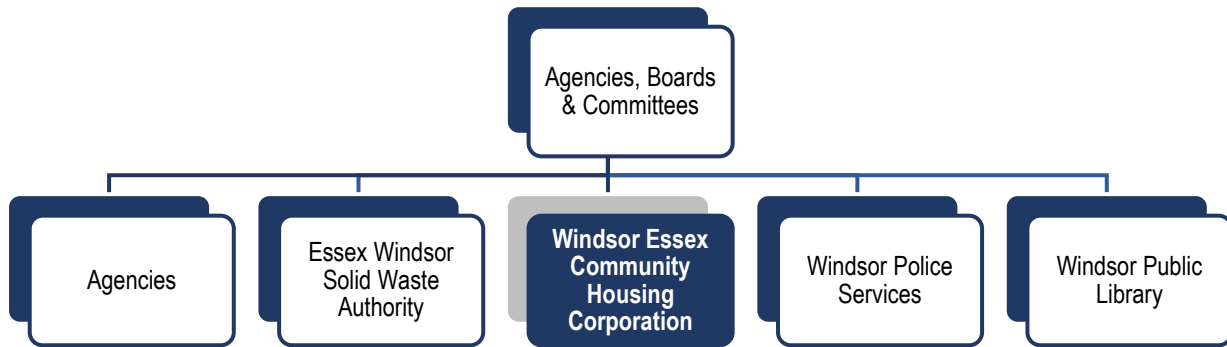 Agencies, Boards
& Committees
Agencies
Essex Windsor
Solid Waste
Authority
Windsor Essex
Community
Housing
Corporation
Windsor Police
Services
Windsor Public
Library